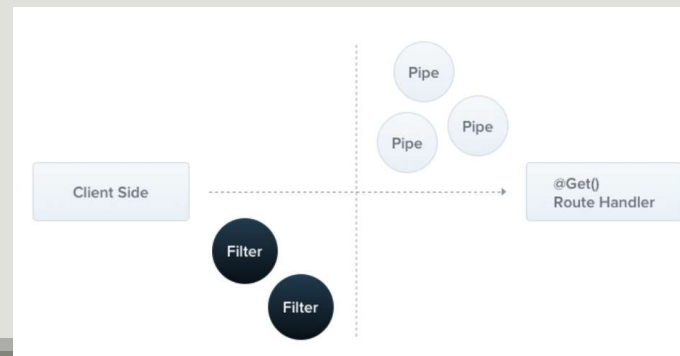 Pipe
Pipe
Pipe
Client Side
@Get()
Route Handler
Filter
Filter